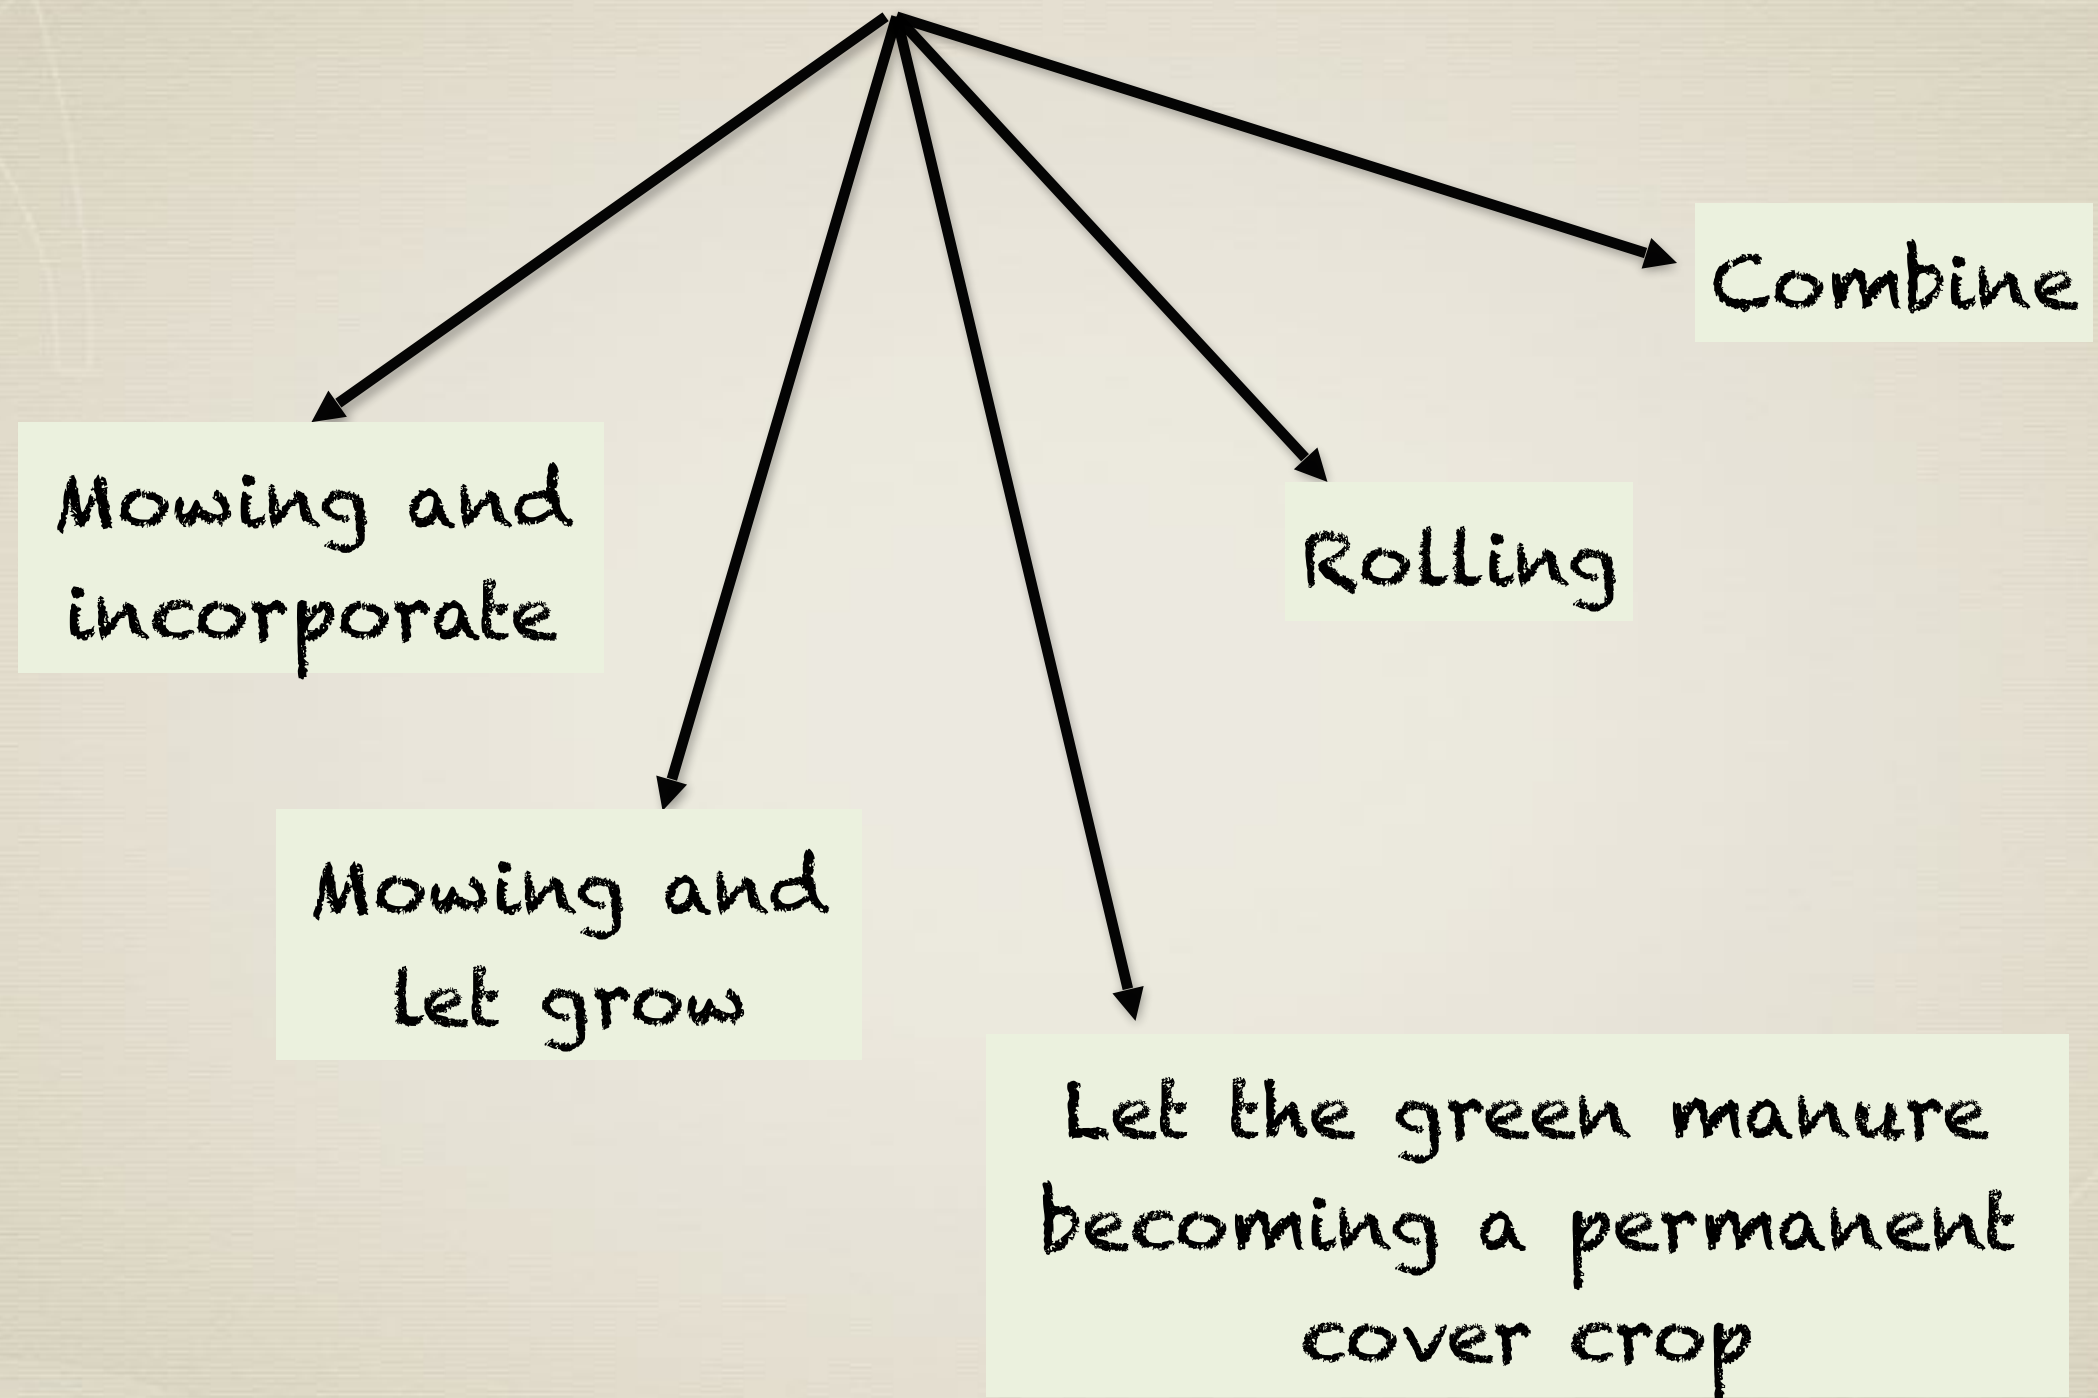 Combine
Mowing and
incorporate
Rolling
Mowing and
let grow
Let the green manure
becoming a permanent
cover crop